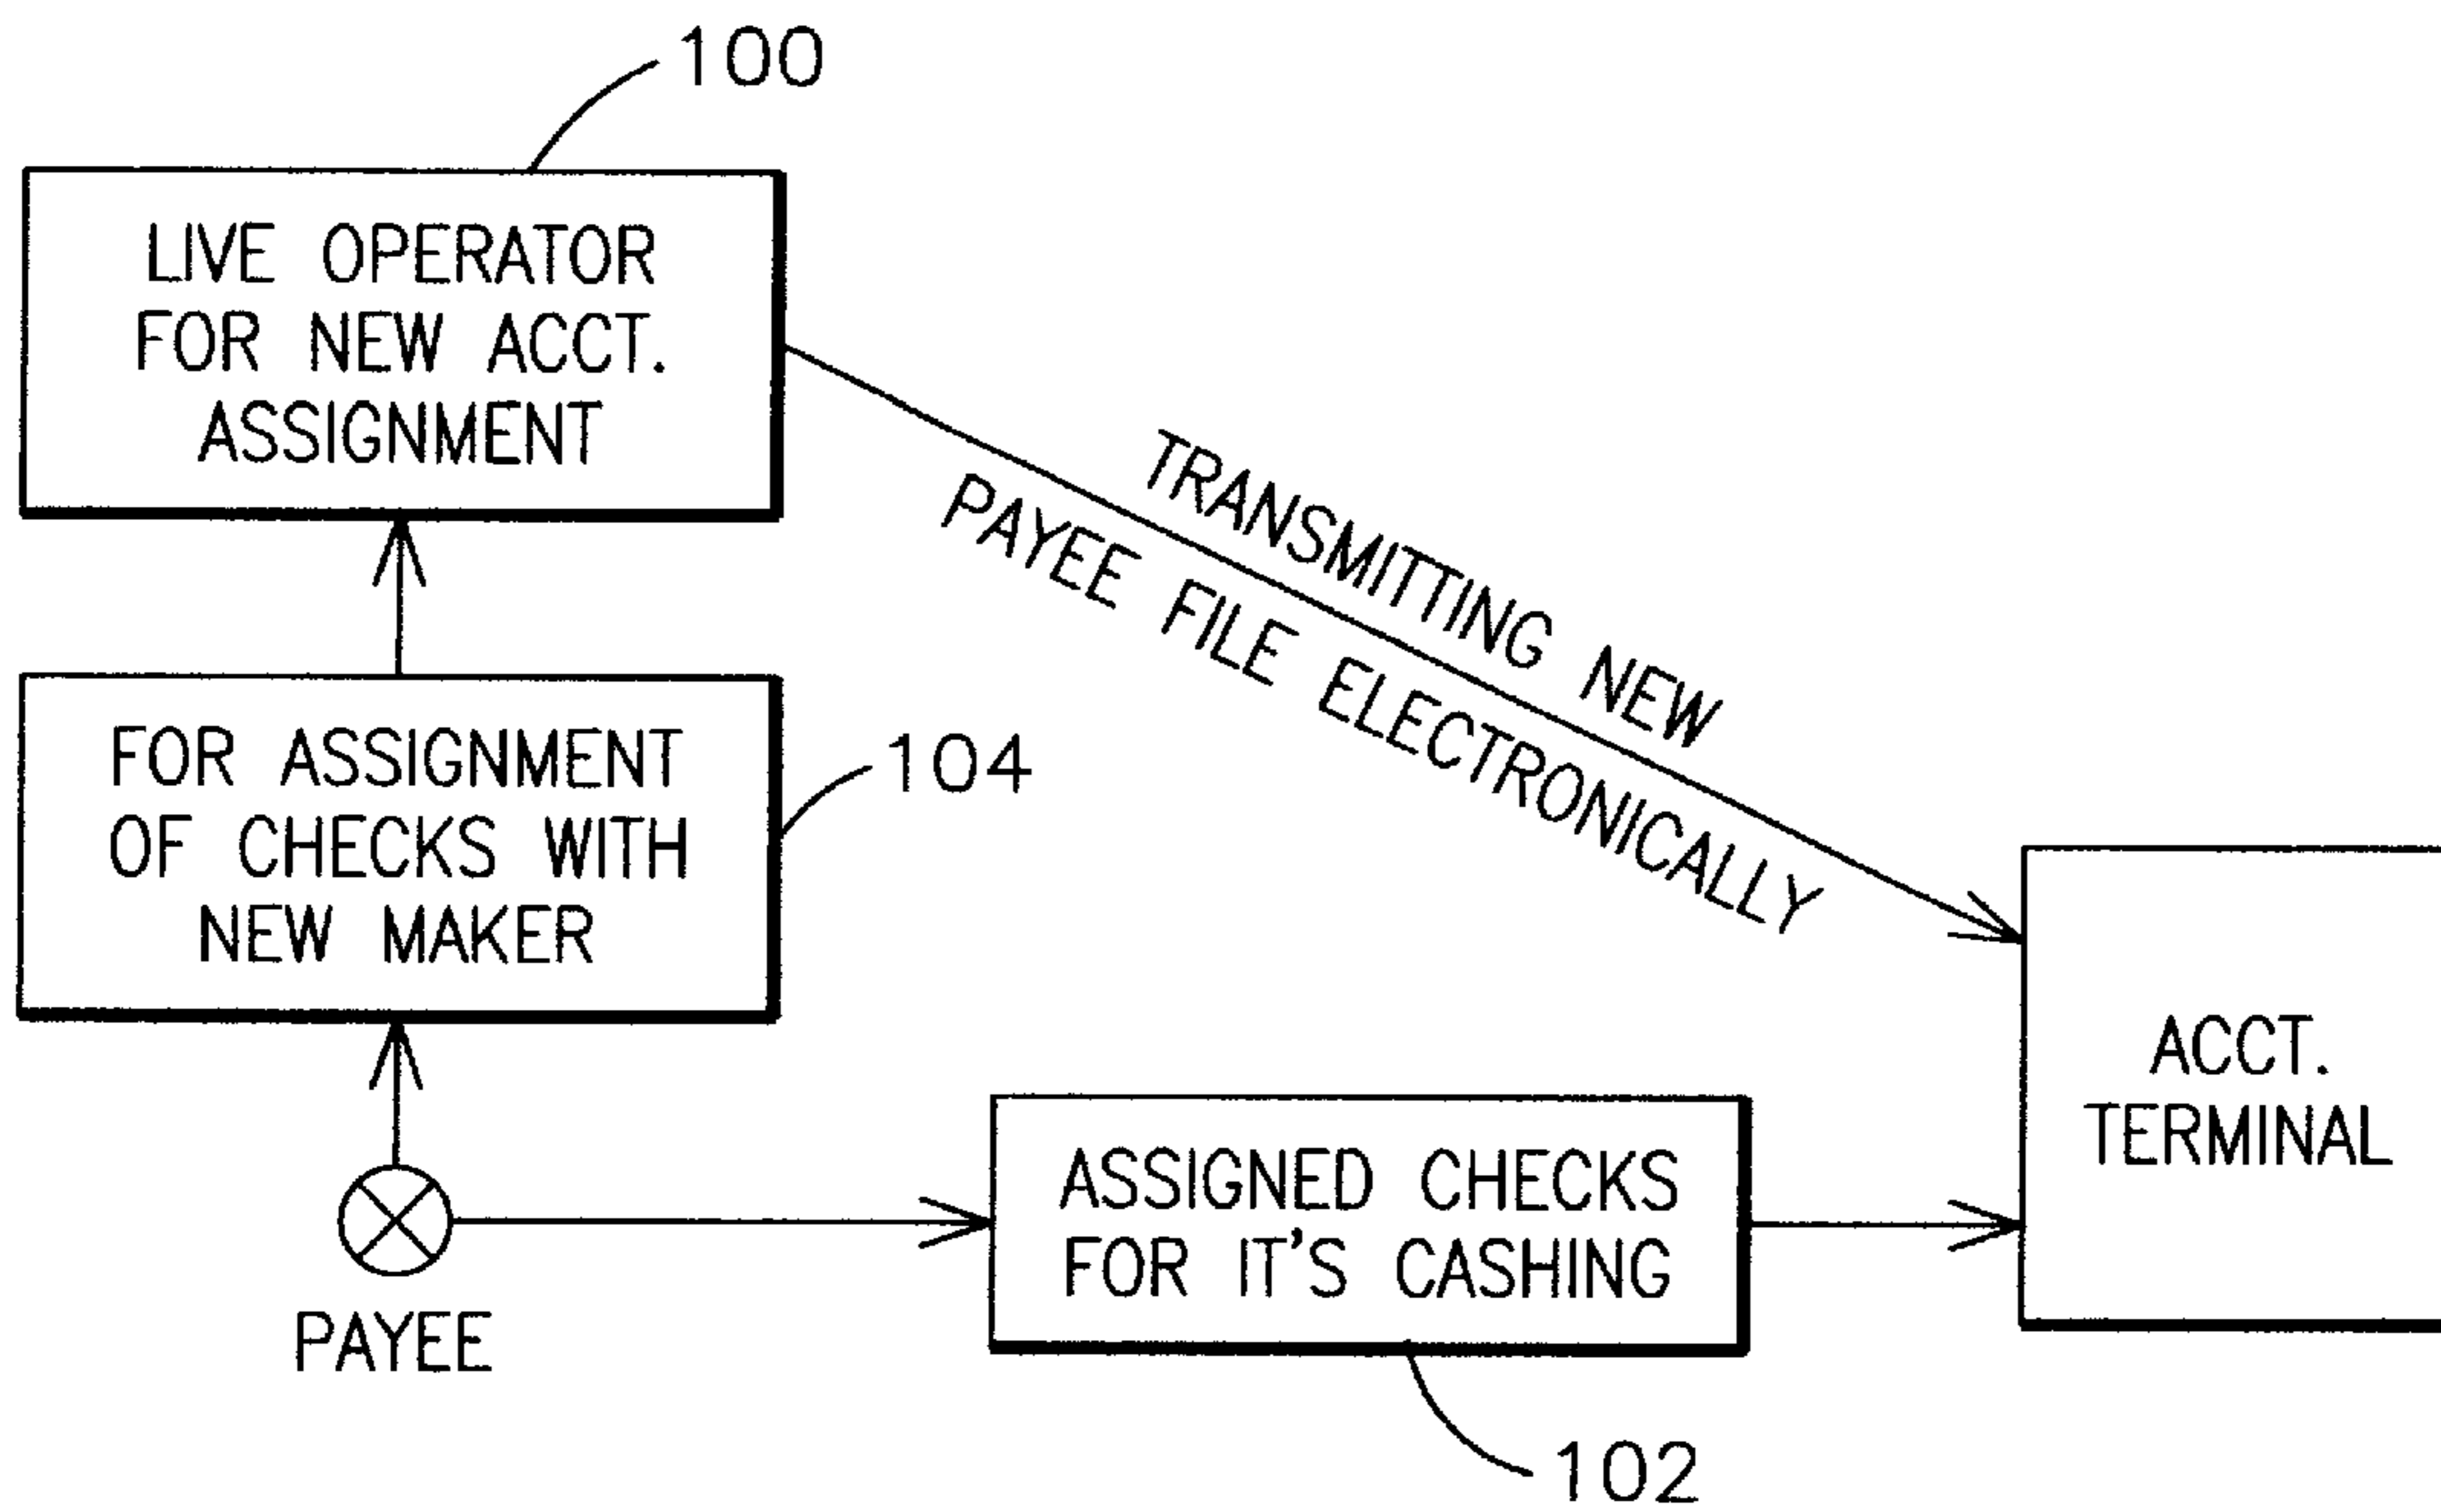 100
LIVE OPERATOR
FOR NEW ACCT.
ASSIGNMENT
TRANSMITTING NEW
PAYEE FILE ELECTRONICALLY
FOR ASSIGNMENT
OF CHECKS WITH
NEW MAKER
104
ACCT.
TERMINAL
ASSIGNED CHECKS
FOR IT'S CASHING
PAYEE
102